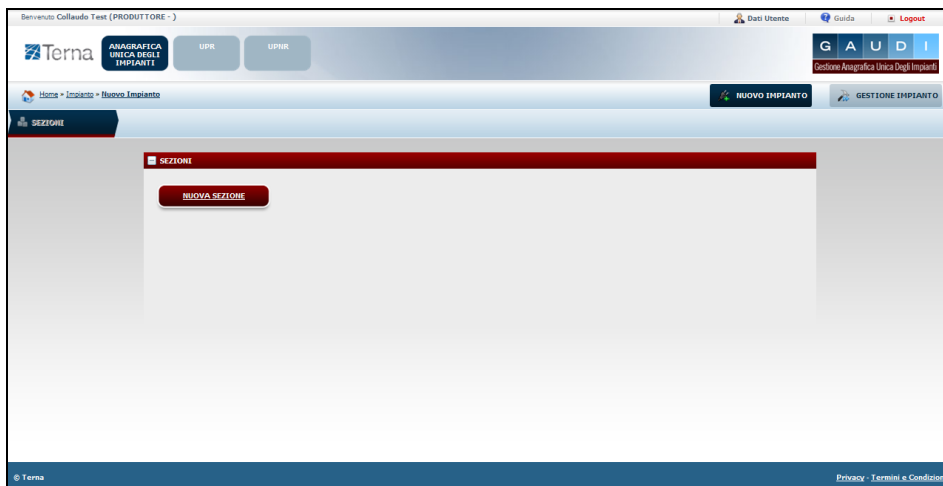 Benvenuto Collaudo Test (PRODUTTORE - )
Dati Utente
Guida
Logout
Terna
ANAGRAFICA
UNICA DEGLI
IMPIANTI
UPR
UPNR
G A U D I
Gestione Anagrafica Unica Degli Impianti
Home » Impianto » Nuovo Impianto
NUOVO IMPIANTO
GESTIONE IMPIANTO
SEZIONI
SEZIONI
NUOVA SEZIONE
© Terna
Privacy - Termini e Condizion